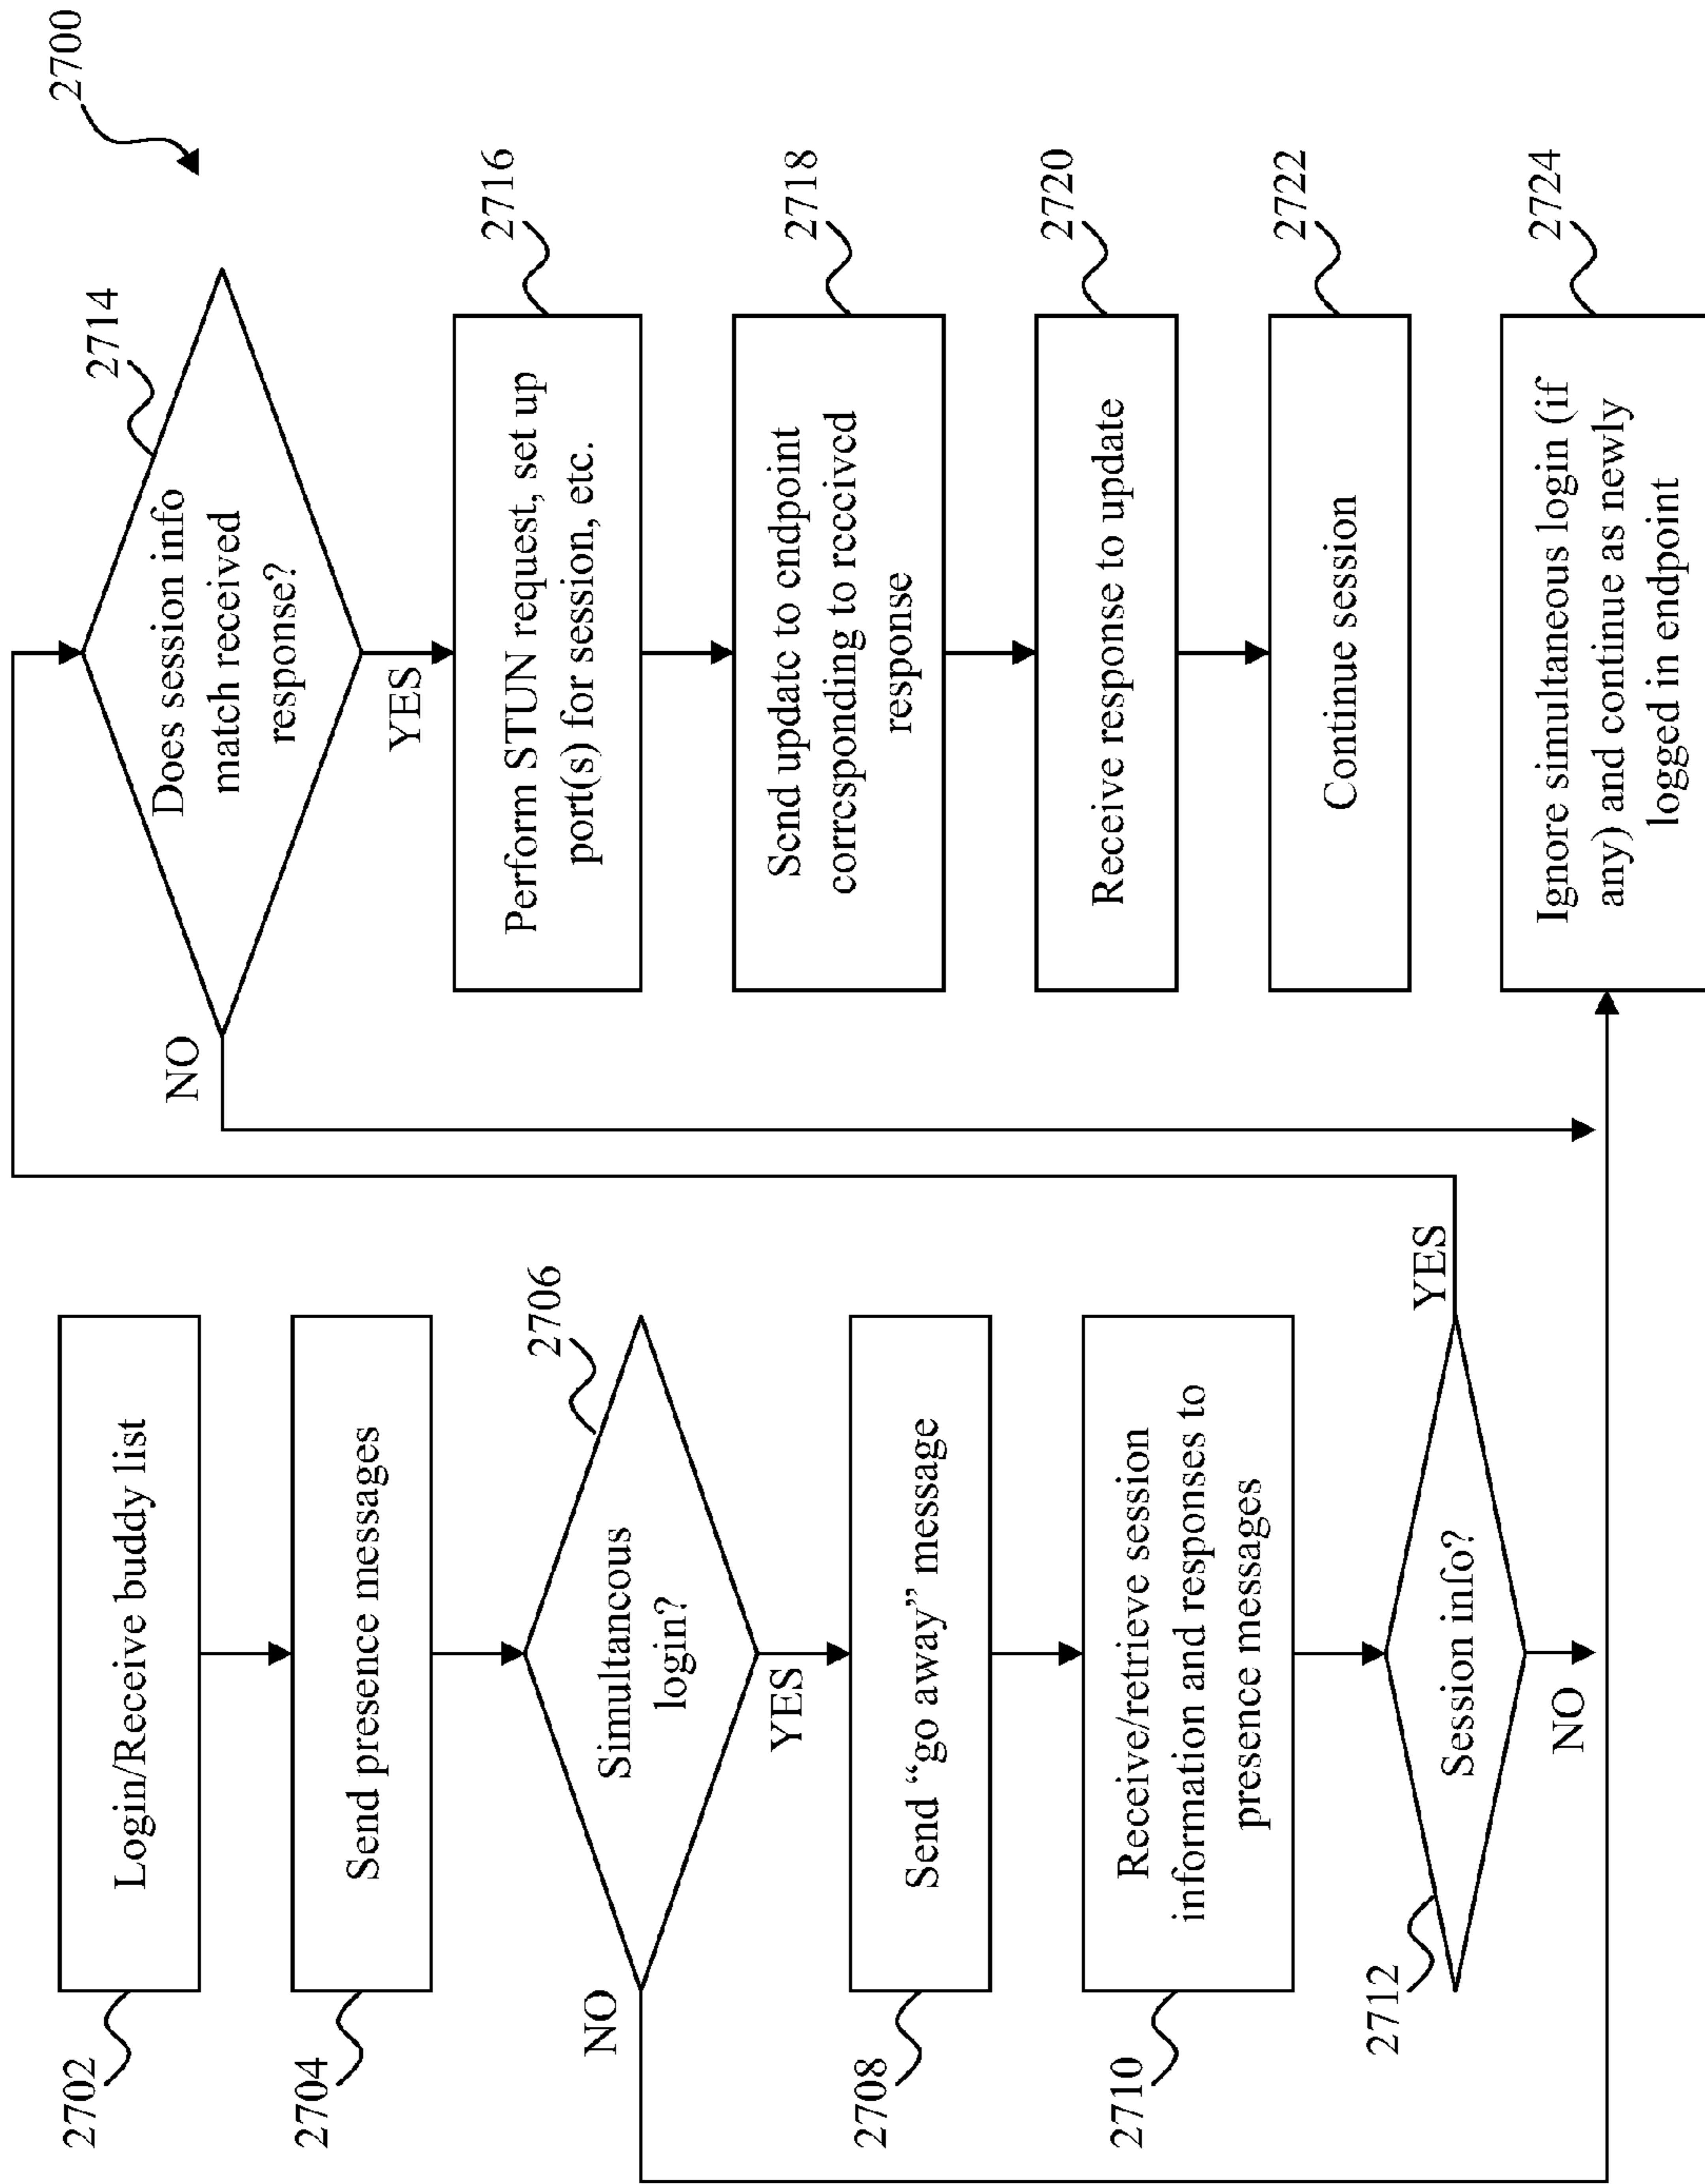 2700
2702
Login/Receive buddy list
2704
Send presence messages
2706
Simultaneous
login?
NO
YES
2708
Send “go away” message
2710
Receive/retrieve session
information and responses to
presence messages
2712
Session info?
YES
NO
2714
Does session info
match received
response?
NO
YES
2716
Perform STUN request, set up
port(s) for session, etc.
2718
Send update to endpoint
corresponding to received
response
2720
Receive response to update
2722
Continue session
2724
Ignore simultaneous login (if
any) and continue as newly
logged in endpoint